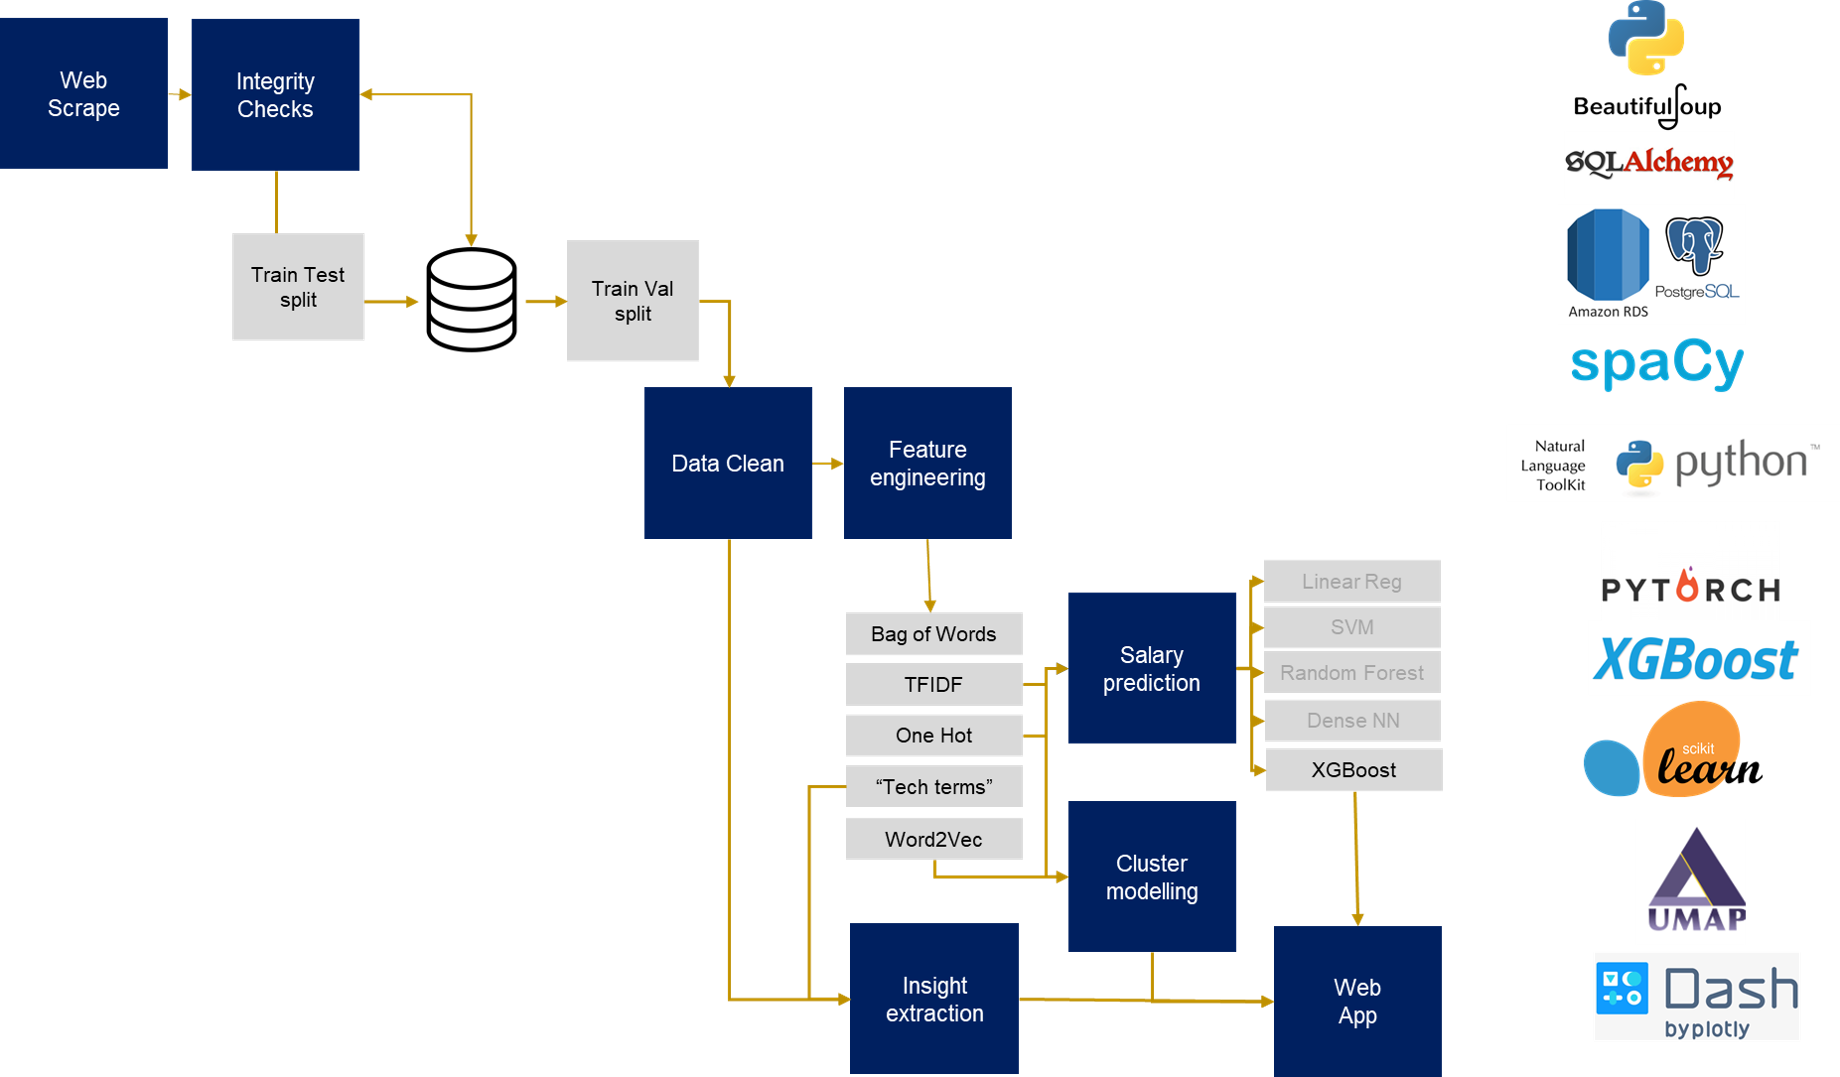 Web
Scrape
Integrity
Checks
Train Test
split
Train Val
split
Data Clean
Feature
engineering
Bag of Words
TFIDF
One Hot
“Tech terms”
Word2Vec
Salary
prediction
Linear Reg
SVM
Random Forest
Dense NN
XGBoost
Cluster
modelling
Insight
extraction
Web
App
BeautifulSoup
SQLAlchemy
Amazon RDS
PostgreSQL
spaCy
Natural
Language
ToolKit
python™
PYTORCH
XGBoost
scikit
learn
UMAP
Dash
by plotly